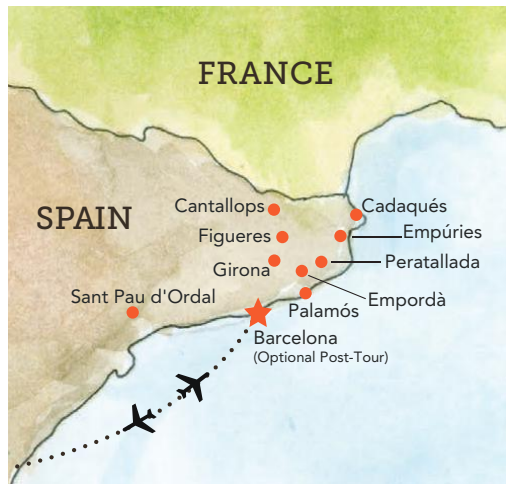 FRANCE
SPAIN
Cantallops
Cadaqués
Figueres
Empúries
Girona
Peratallada
Sant Pau d'Ordal
Empordà
Palamós
Barcelona
(Optional Post-Tour)